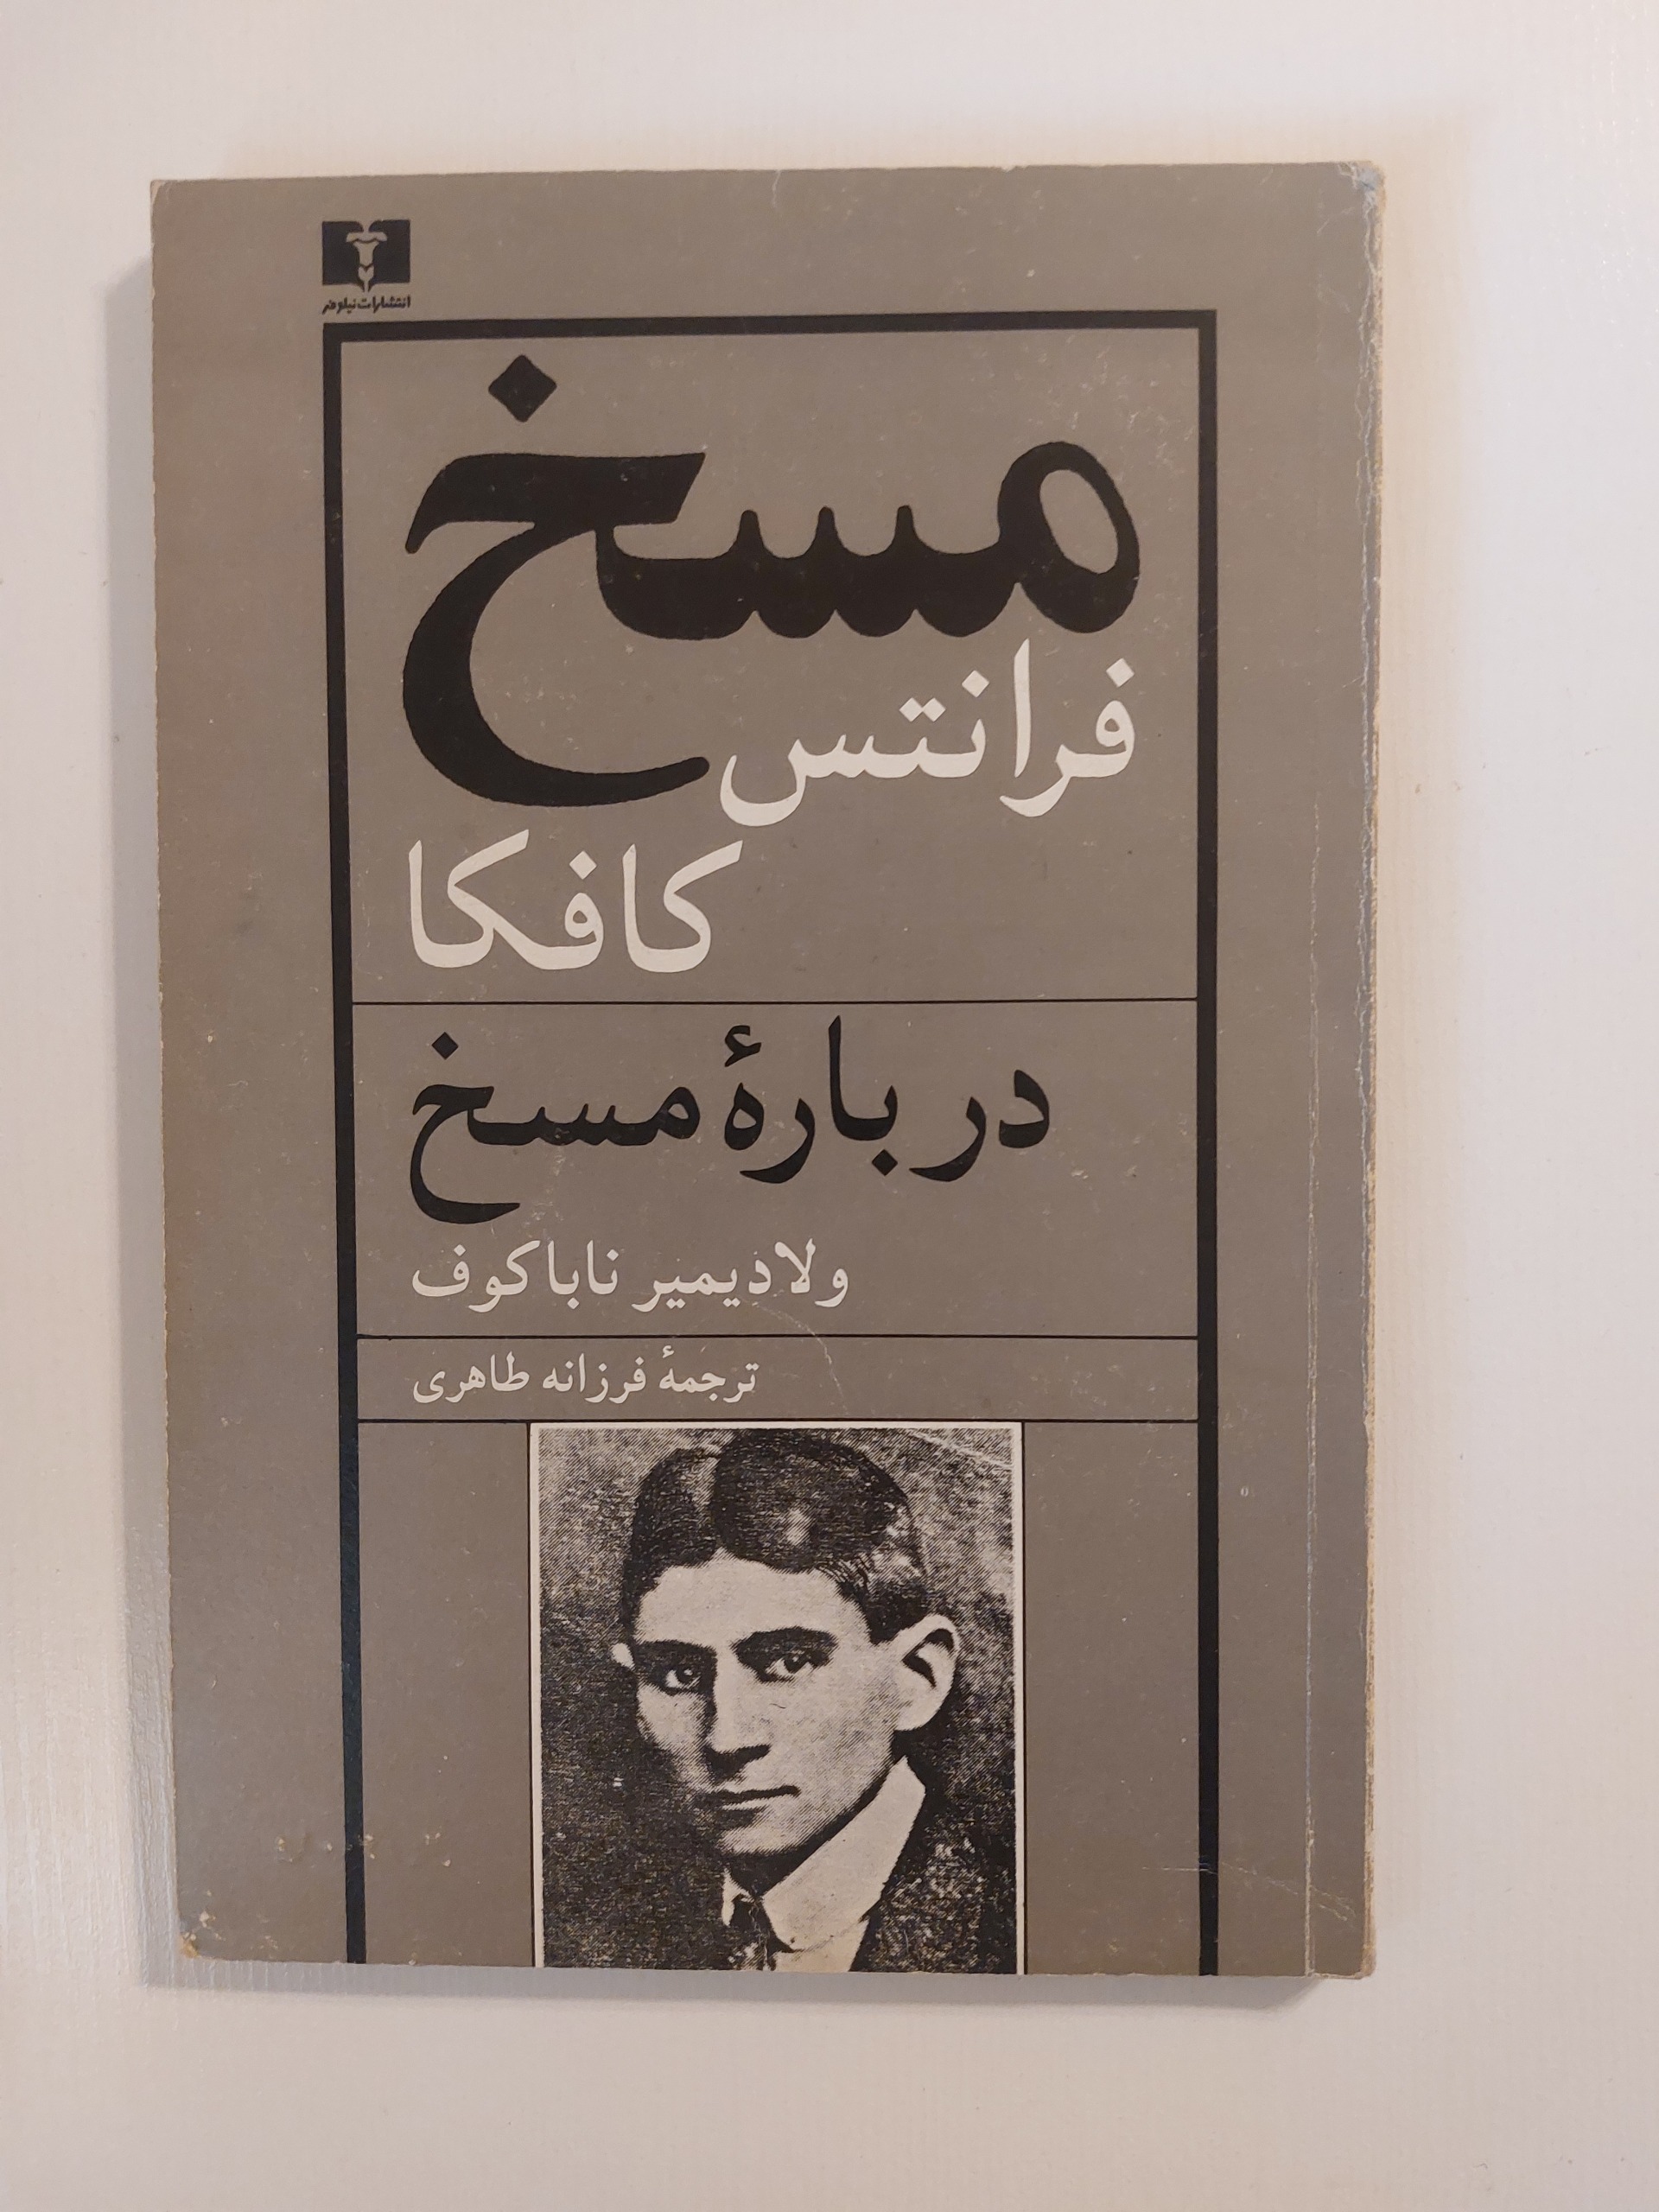 انتشارات نیلوفر
مسخ
فرانتس
کافکا
دربارهٔ مسخ
ولادیمیر ناباکوف
ترجمهٔ فرزانه طاهری